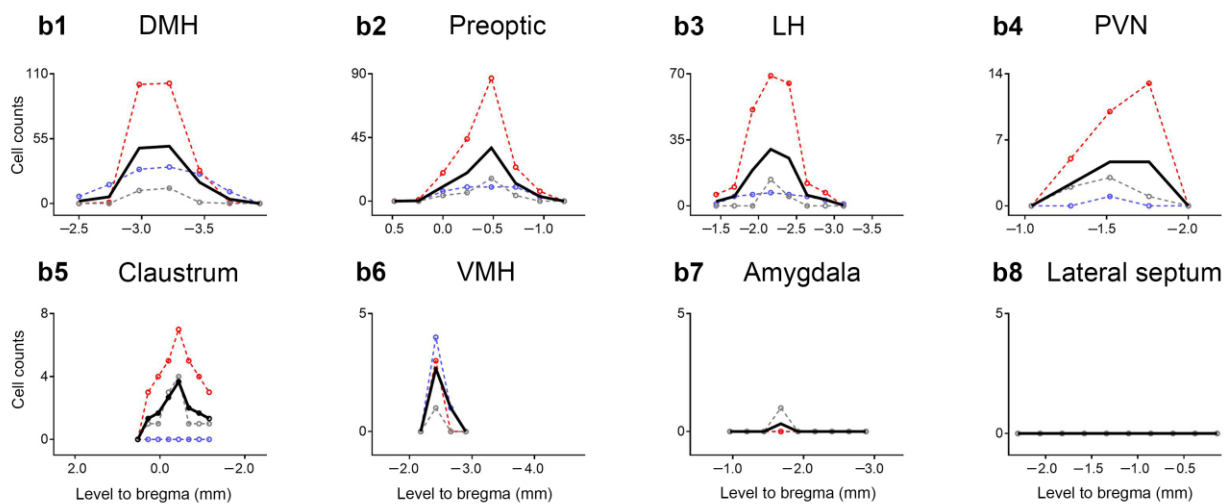 b1 DMH b2 Preoptic b3 LH b4 PVN
110 90 70 14
55 45 35 7
0 0 0 0
Cell counts
−2.5 −3.0 −3.5 0.5 0.0 −0.5 −1.0 −1.5 −2.0 −2.5 −3.0 −3.5 −1.0 −1.5 −2.0
b5 Claustrum b6 VMH b7 Amygdala b8 Lateral septum
8 5 5 5
4
0 0 0 0
Cell counts
2.0 0.0 −2.0 −2.0 −3.0 −4.0 −1.0 −2.0 −3.0 −2.0 −1.5 −1.0 −0.5
Level to bregma (mm) Level to bregma (mm) Level to bregma (mm) Level to bregma (mm)